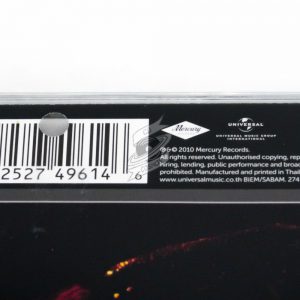 Mercury
UNIVERSAL
UNIVERSAL MUSIC GROUP
INTERNATIONAL
2527 49614 6
℗&© 2010 Mercury Records.
All rights reserved. Unauthorised copying, rep
hiring, lending, public performance and broad
prohibited. Manufactured and printed in Thail
www.universalmusic.co.th BIEM/SABAM. 274